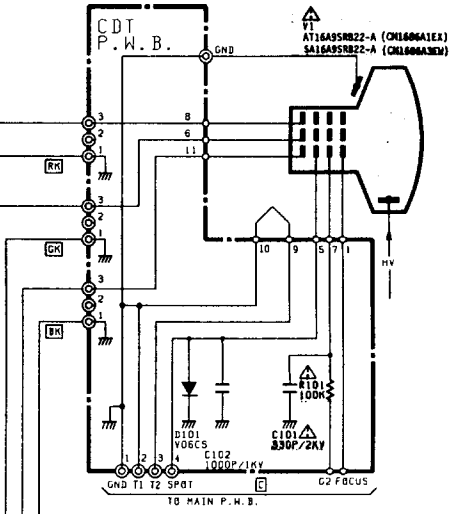 CDT
P.W.B.
V1
AT16A9SRB22-A (CM1686A1EX)
SA16A9SRB22-A (CM1686A3EW)
GND
3
8
2
6
1
11
RK
3
2
1
GK
3
2
1
BK
10
9
5
7
1
HV
R101
100K
D101
V06CS
C102
1000P/1KV
C101
330P/2KV
1
2
3
4
GND
T1
T2
SPOT
C
G2
FOCUS
TO MAIN P.W.B.